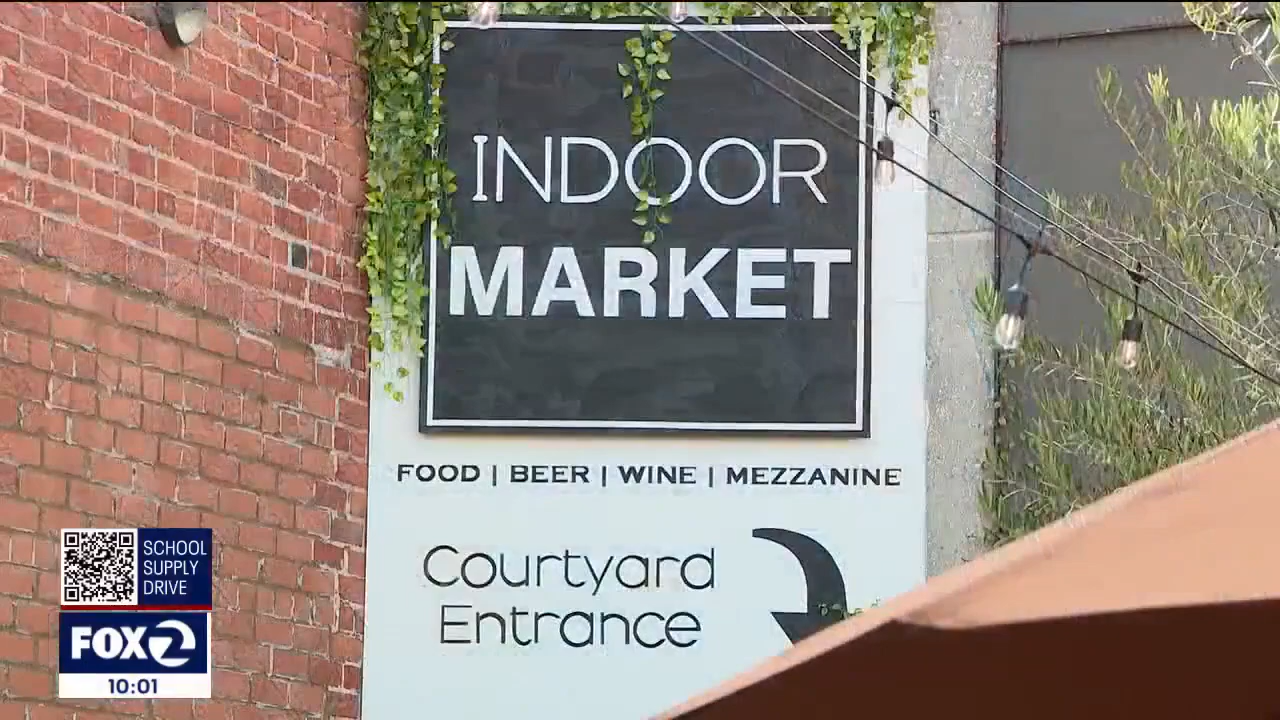 INDOOR
MARKET
FOOD | BEER | WINE | MEZZANINE
Courtyard
Entrance
SCHOOL
SUPPLY
DRIVE
FOX 2
10:01